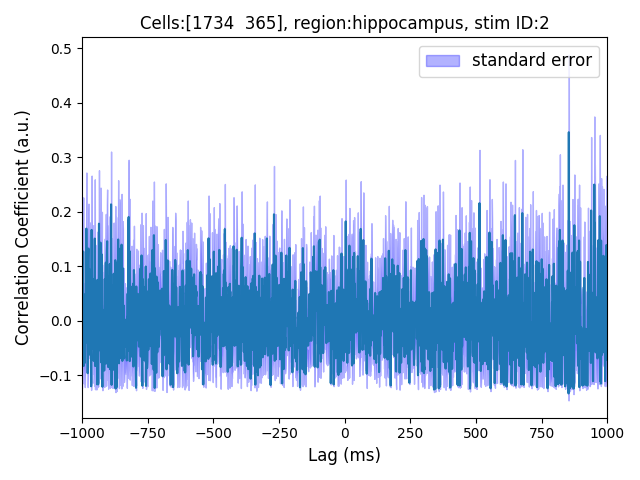 Cells:[1734  365], region:hippocampus, stim ID:2
standard error
Correlation Coefficient (a.u.)
0.5
0.4
0.3
0.2
0.1
0.0
−0.1
−1000 −750 −500 −250 0 250 500 750 1000
Lag (ms)